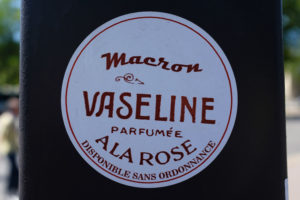 Macron
VASELINE
PARFUMÉE
A LA ROSE
DISPONIBLE SANS ORDONNANCE